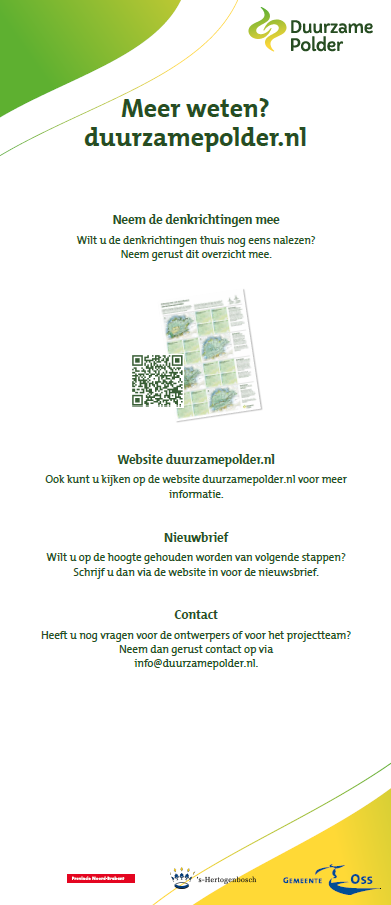 Duurzame
Polder
Meer weten?
duurzamepolder.nl
Neem de denkrichtingen mee
Wilt u de denkrichtingen thuis nog eens nalezen?
Neem gerust dit overzicht mee.
Website duurzamepolder.nl
Ook kunt u kijken op de website duurzamepolder.nl voor meer
informatie.
Nieuwbrief
Wilt u op de hoogte gehouden worden van volgende stappen?
Schrijf u dan via de website in voor de nieuwsbrief.
Contact
Heeft u nog vragen voor de ontwerpers of voor het projectteam?
Neem dan gerust contact op via
info@duurzamepolder.nl.
Provincie Noord-Brabant
's-Hertogenbosch
GEMEENTE OSS